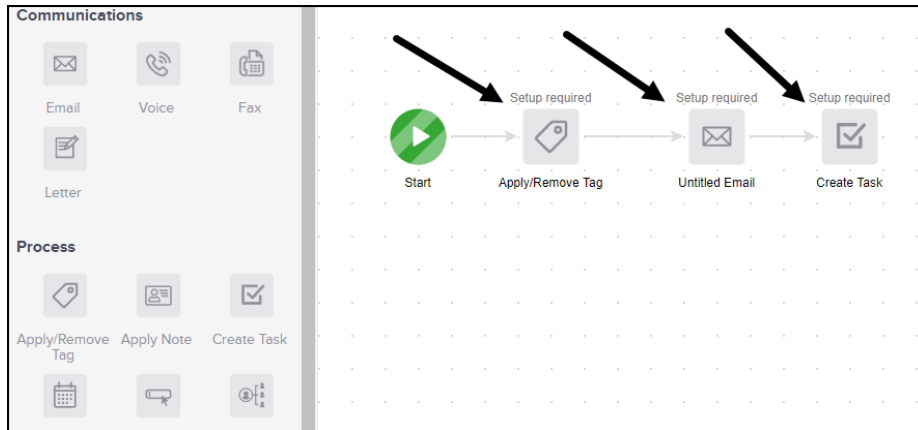 Communications
Email Voice Fax
Letter
Process
Apply/Remove Tag Apply Note Create Task
Setup required Setup required Setup required
Start Apply/Remove Tag Untitled Email Create Task